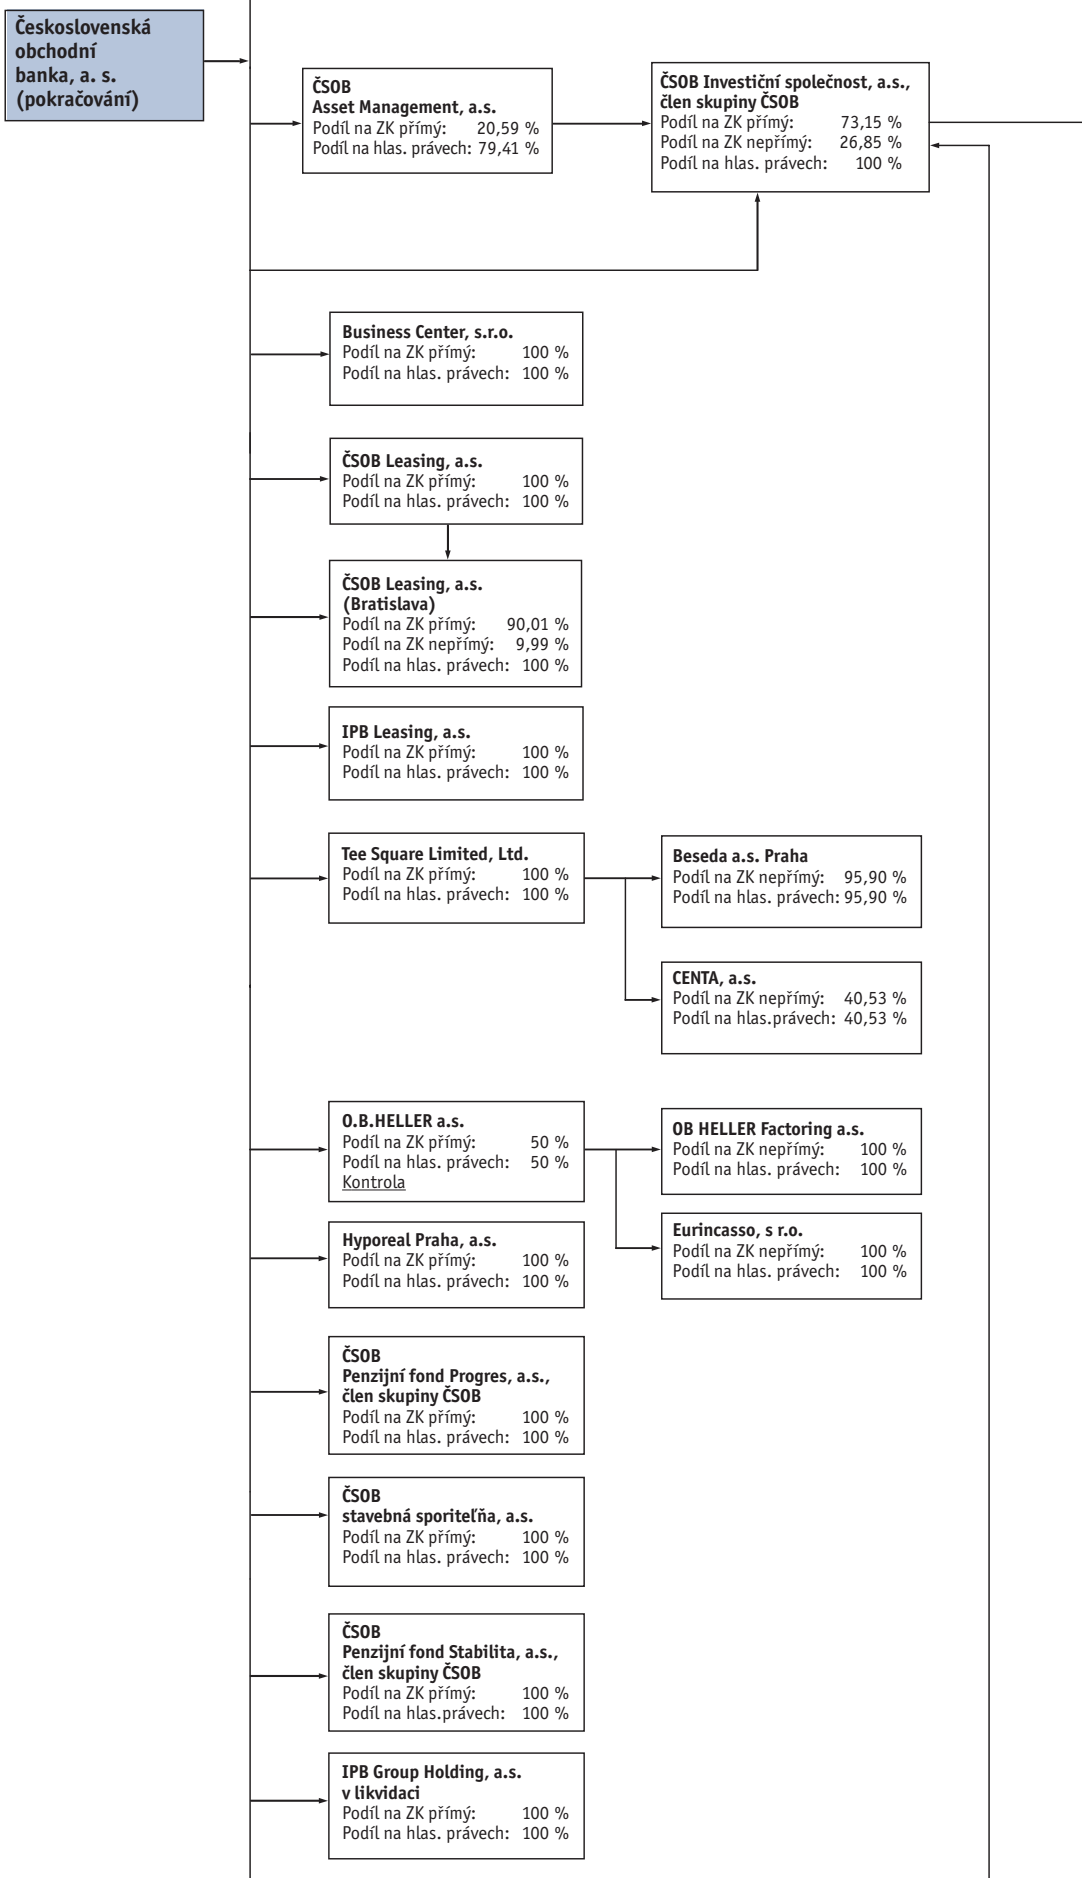 Československá
obchodní
banka, a. s.
(pokračování)
ČSOB
Asset Management, a.s.
Podíl na ZK přímý: 20,59 %
Podíl na hlas. právech: 79,41 %
ČSOB Investiční společnost, a.s.,
člen skupiny ČSOB
Podíl na ZK přímý: 73,15 %
Podíl na ZK nepřímý: 26,85 %
Podíl na hlas. právech: 100 %
Business Center, s.r.o.
Podíl na ZK přímý: 100 %
Podíl na hlas. právech: 100 %
ČSOB Leasing, a.s.
Podíl na ZK přímý: 100 %
Podíl na hlas. právech: 100 %
ČSOB Leasing, a.s.
(Bratislava)
Podíl na ZK přímý: 90,01 %
Podíl na ZK nepřímý: 9,99 %
Podíl na hlas. právech: 100 %
IPB Leasing, a.s.
Podíl na ZK přímý: 100 %
Podíl na hlas. právech: 100 %
Tee Square Limited, Ltd.
Podíl na ZK přímý: 100 %
Podíl na hlas. právech: 100 %
Beseda a.s. Praha
Podíl na ZK nepřímý: 95,90 %
Podíl na hlas. právech: 95,90 %
CENTA, a.s.
Podíl na ZK nepřímý: 40,53 %
Podíl na hlas.právech: 40,53 %
O.B.HELLER a.s.
Podíl na ZK přímý: 50 %
Podíl na hlas. právech: 50 %
Kontrola
OB HELLER Factoring a.s.
Podíl na ZK nepřímý: 100 %
Podíl na hlas. právech: 100 %
Eurincasso, s r.o.
Podíl na ZK nepřímý: 100 %
Podíl na hlas. právech: 100 %
Hyporeal Praha, a.s.
Podíl na ZK přímý: 100 %
Podíl na hlas. právech: 100 %
ČSOB
Penzijní fond Progres, a.s.,
člen skupiny ČSOB
Podíl na ZK přímý: 100 %
Podíl na hlas. právech: 100 %
ČSOB
stavebná sporiteľňa, a.s.
Podíl na ZK přímý: 100 %
Podíl na hlas. právech: 100 %
ČSOB
Penzijní fond Stabilita, a.s.,
člen skupiny ČSOB
Podíl na ZK přímý: 100 %
Podíl na hlas.právech: 100 %
IPB Group Holding, a.s.
v likvidaci
Podíl na ZK přímý: 100 %
Podíl na hlas. právech: 100 %